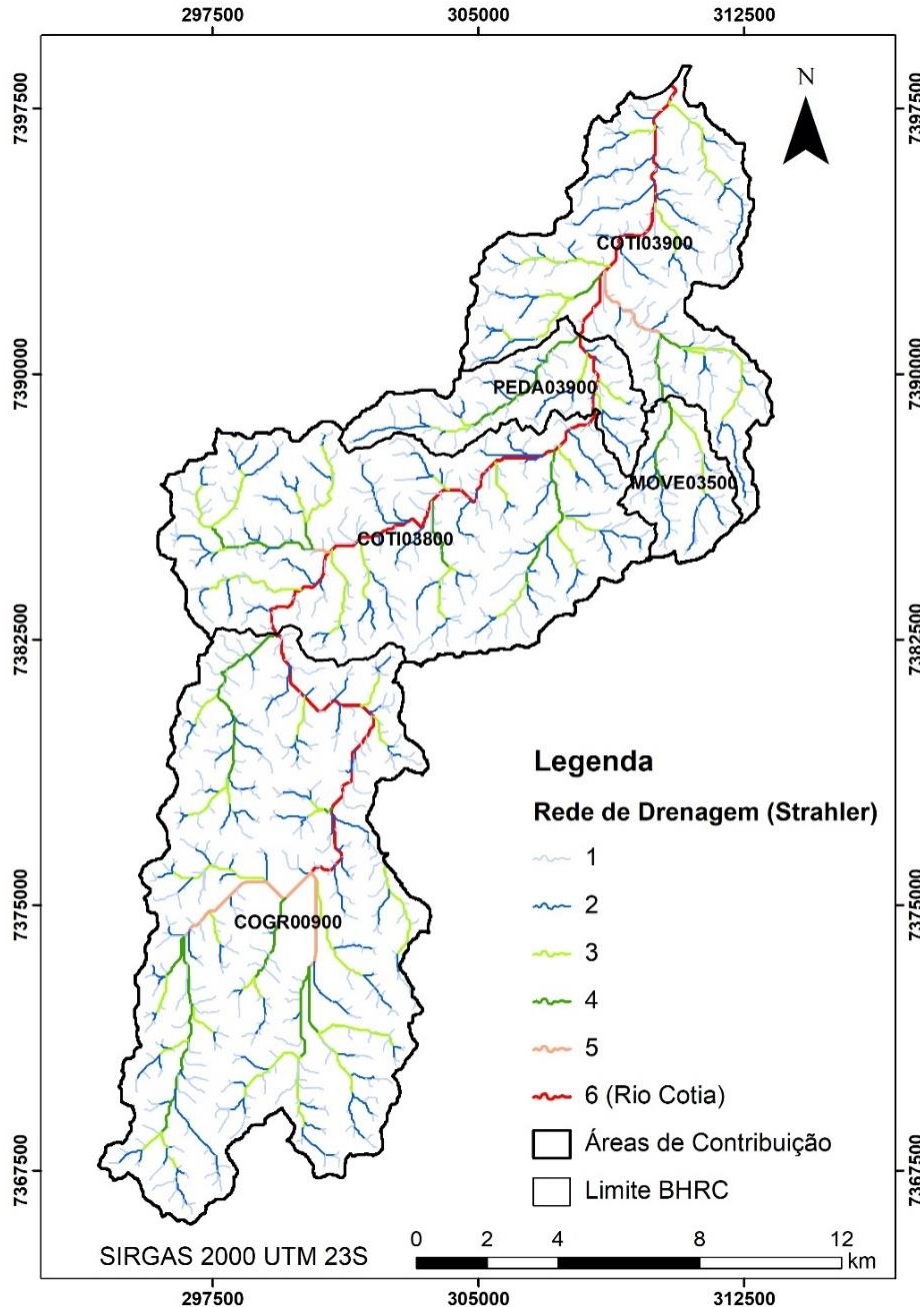 297500 305000 312500
7397500 7397500
N
COTI03900
7390000 7390000
PEDA03900
MOVE03500
COTI03800
7382500 7382500
Legenda
Rede de Drenagem (Strahler)
1
2
7375000 7375000
COGR00900
3
4
5
6 (Rio Cotia)
Áreas de Contribuição
7367500 7367500
Limite BHRC
SIRGAS 2000 UTM 23S
0 2 4 8 12
km
297500 305000 312500